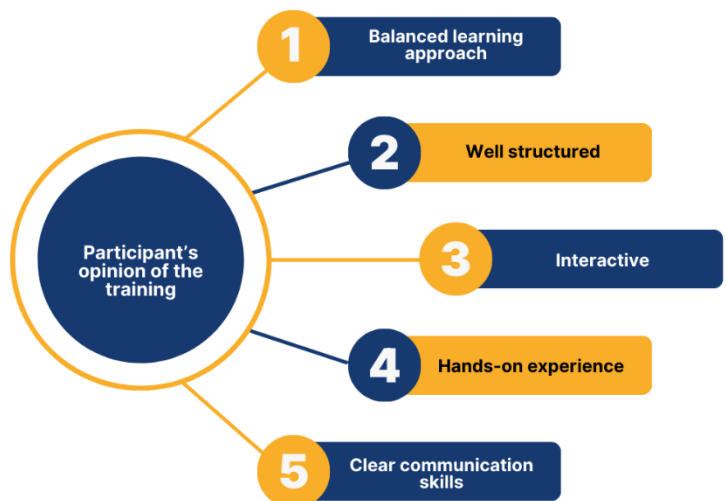 1
Balanced learning
approach
2
Well structured
Participant's
opinion of the
training
3
Interactive
4
Hands-on experience
5
Clear communication
skills